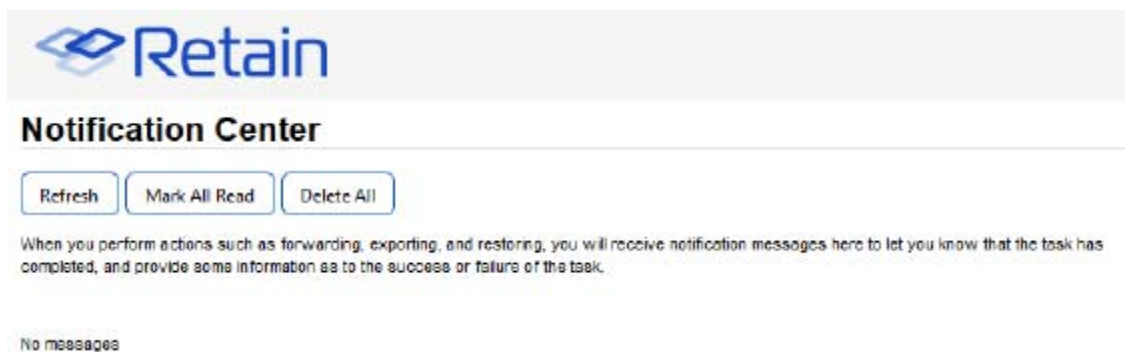 Retain
Notification Center
Refresh Mark All Read Delete All
When you perform actions such as forwarding, exporting, and restoring, you will receive notification messages here to let you know that the task has
completed, and provide some information as to the success or failure of the task.
No messages